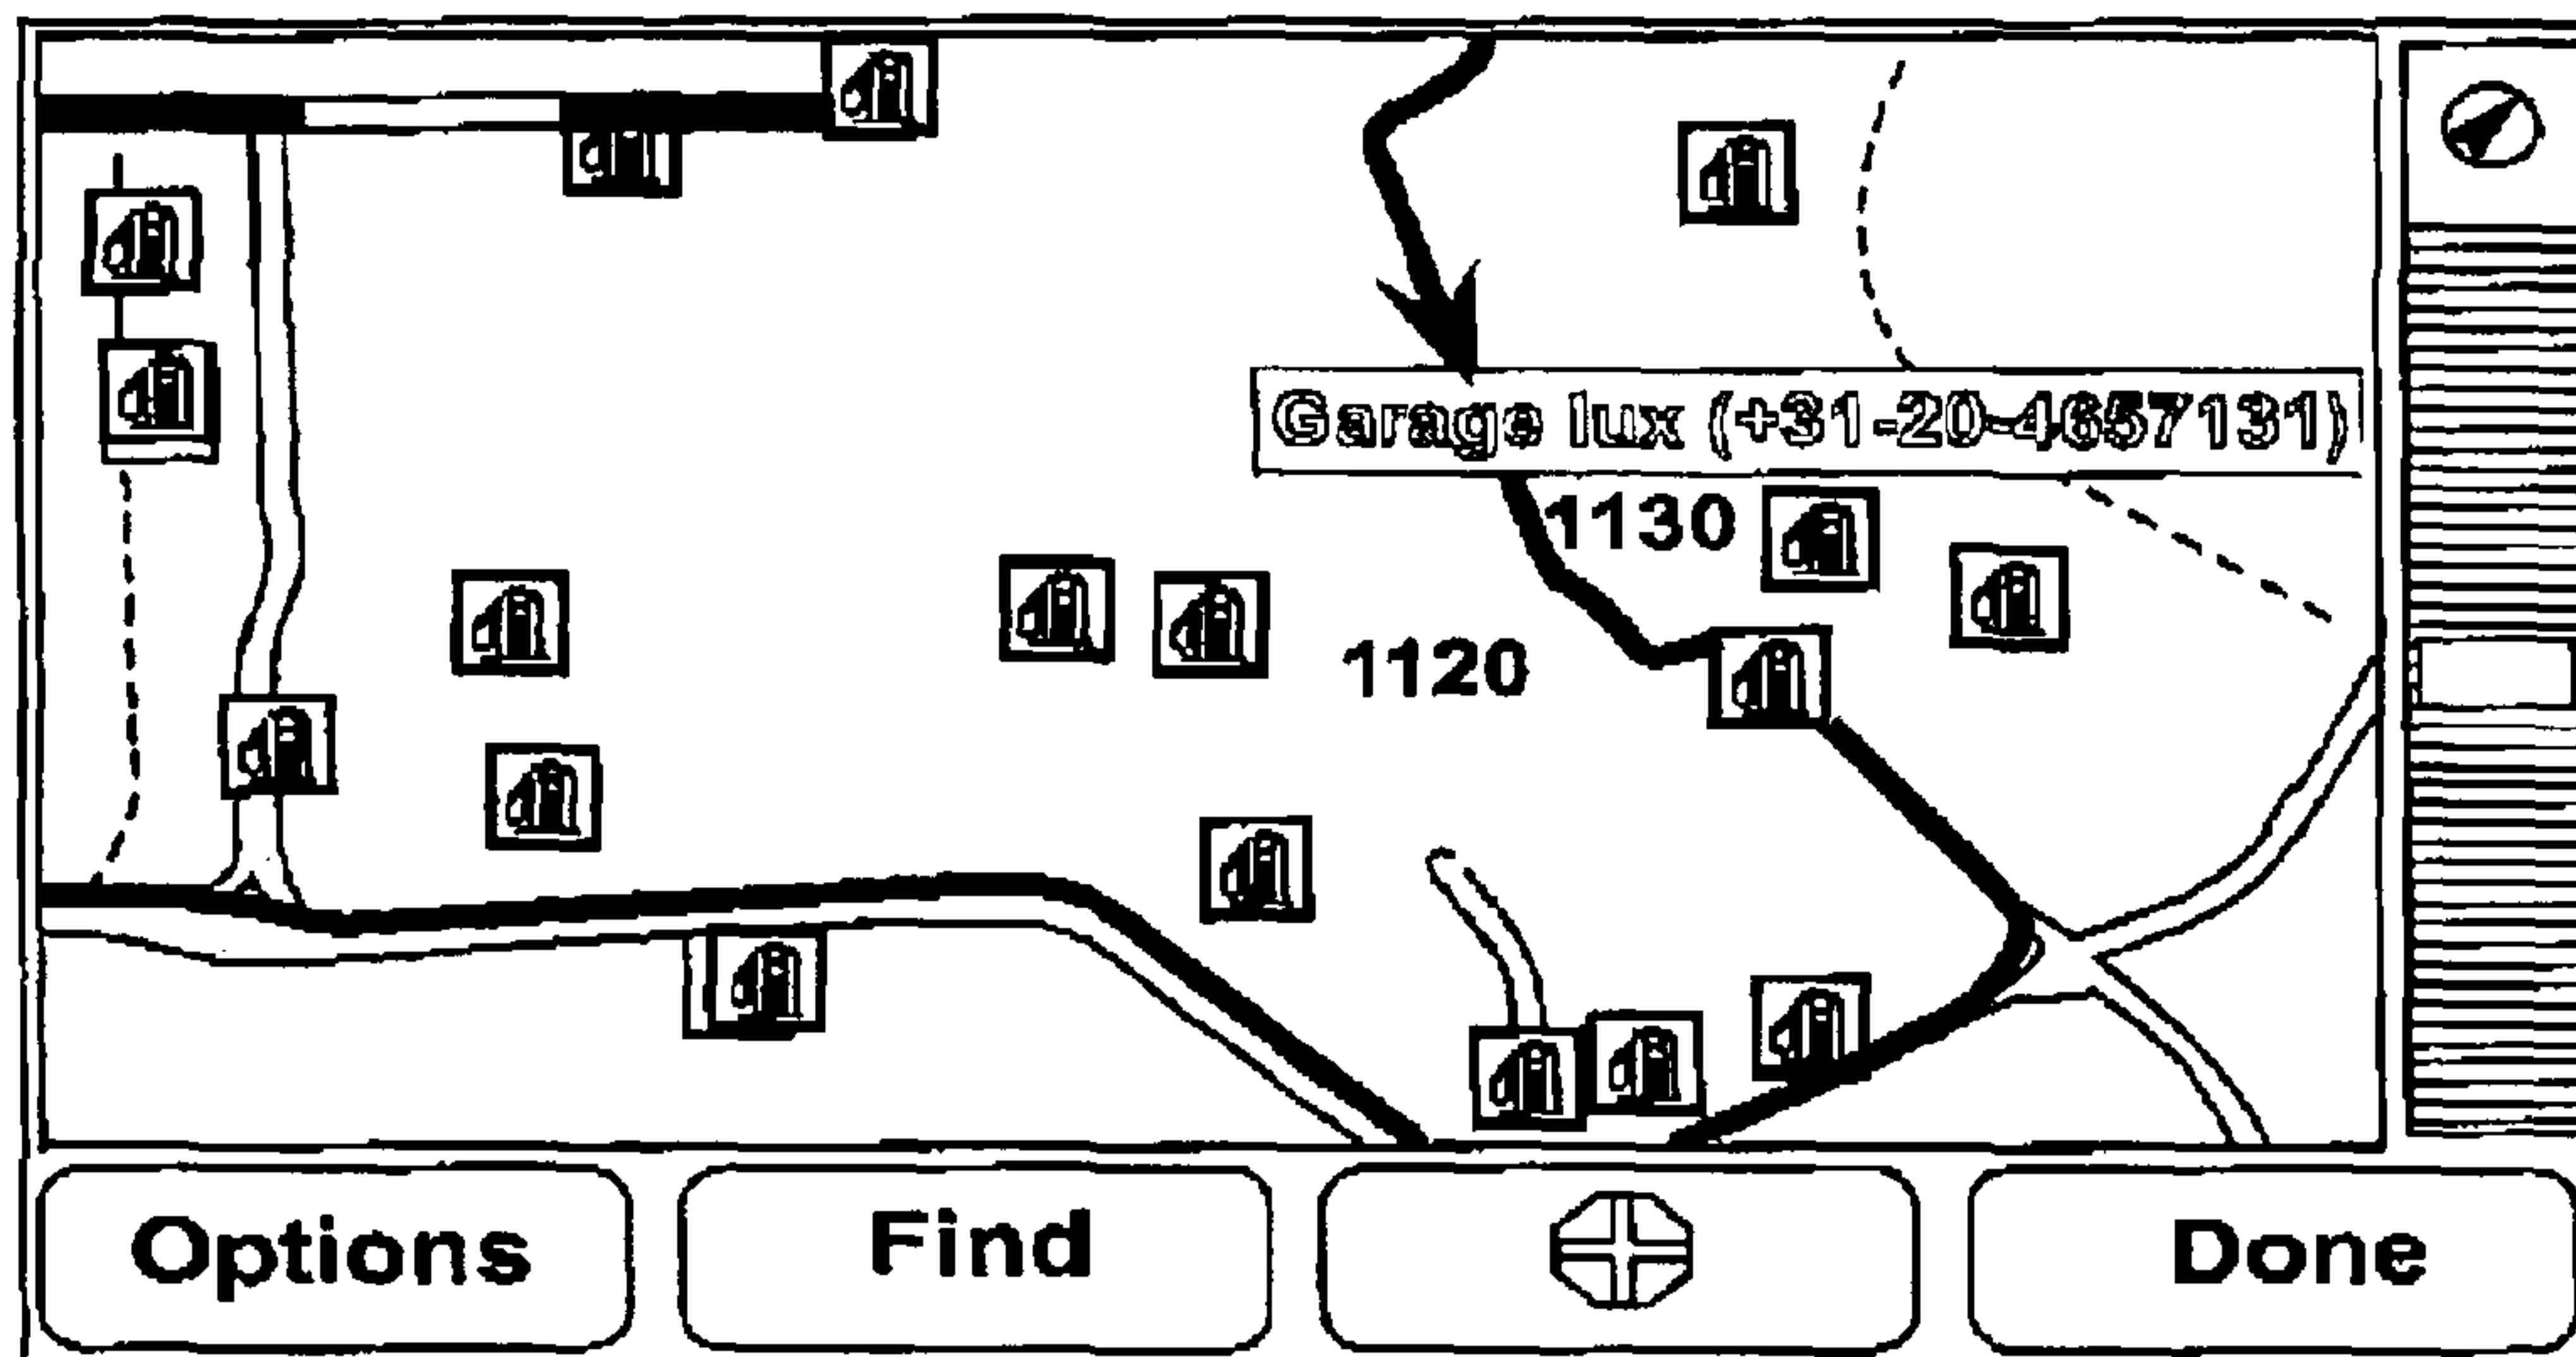 Garage lux (+31-20-4657131)
1130
1120
Options
Find
Done